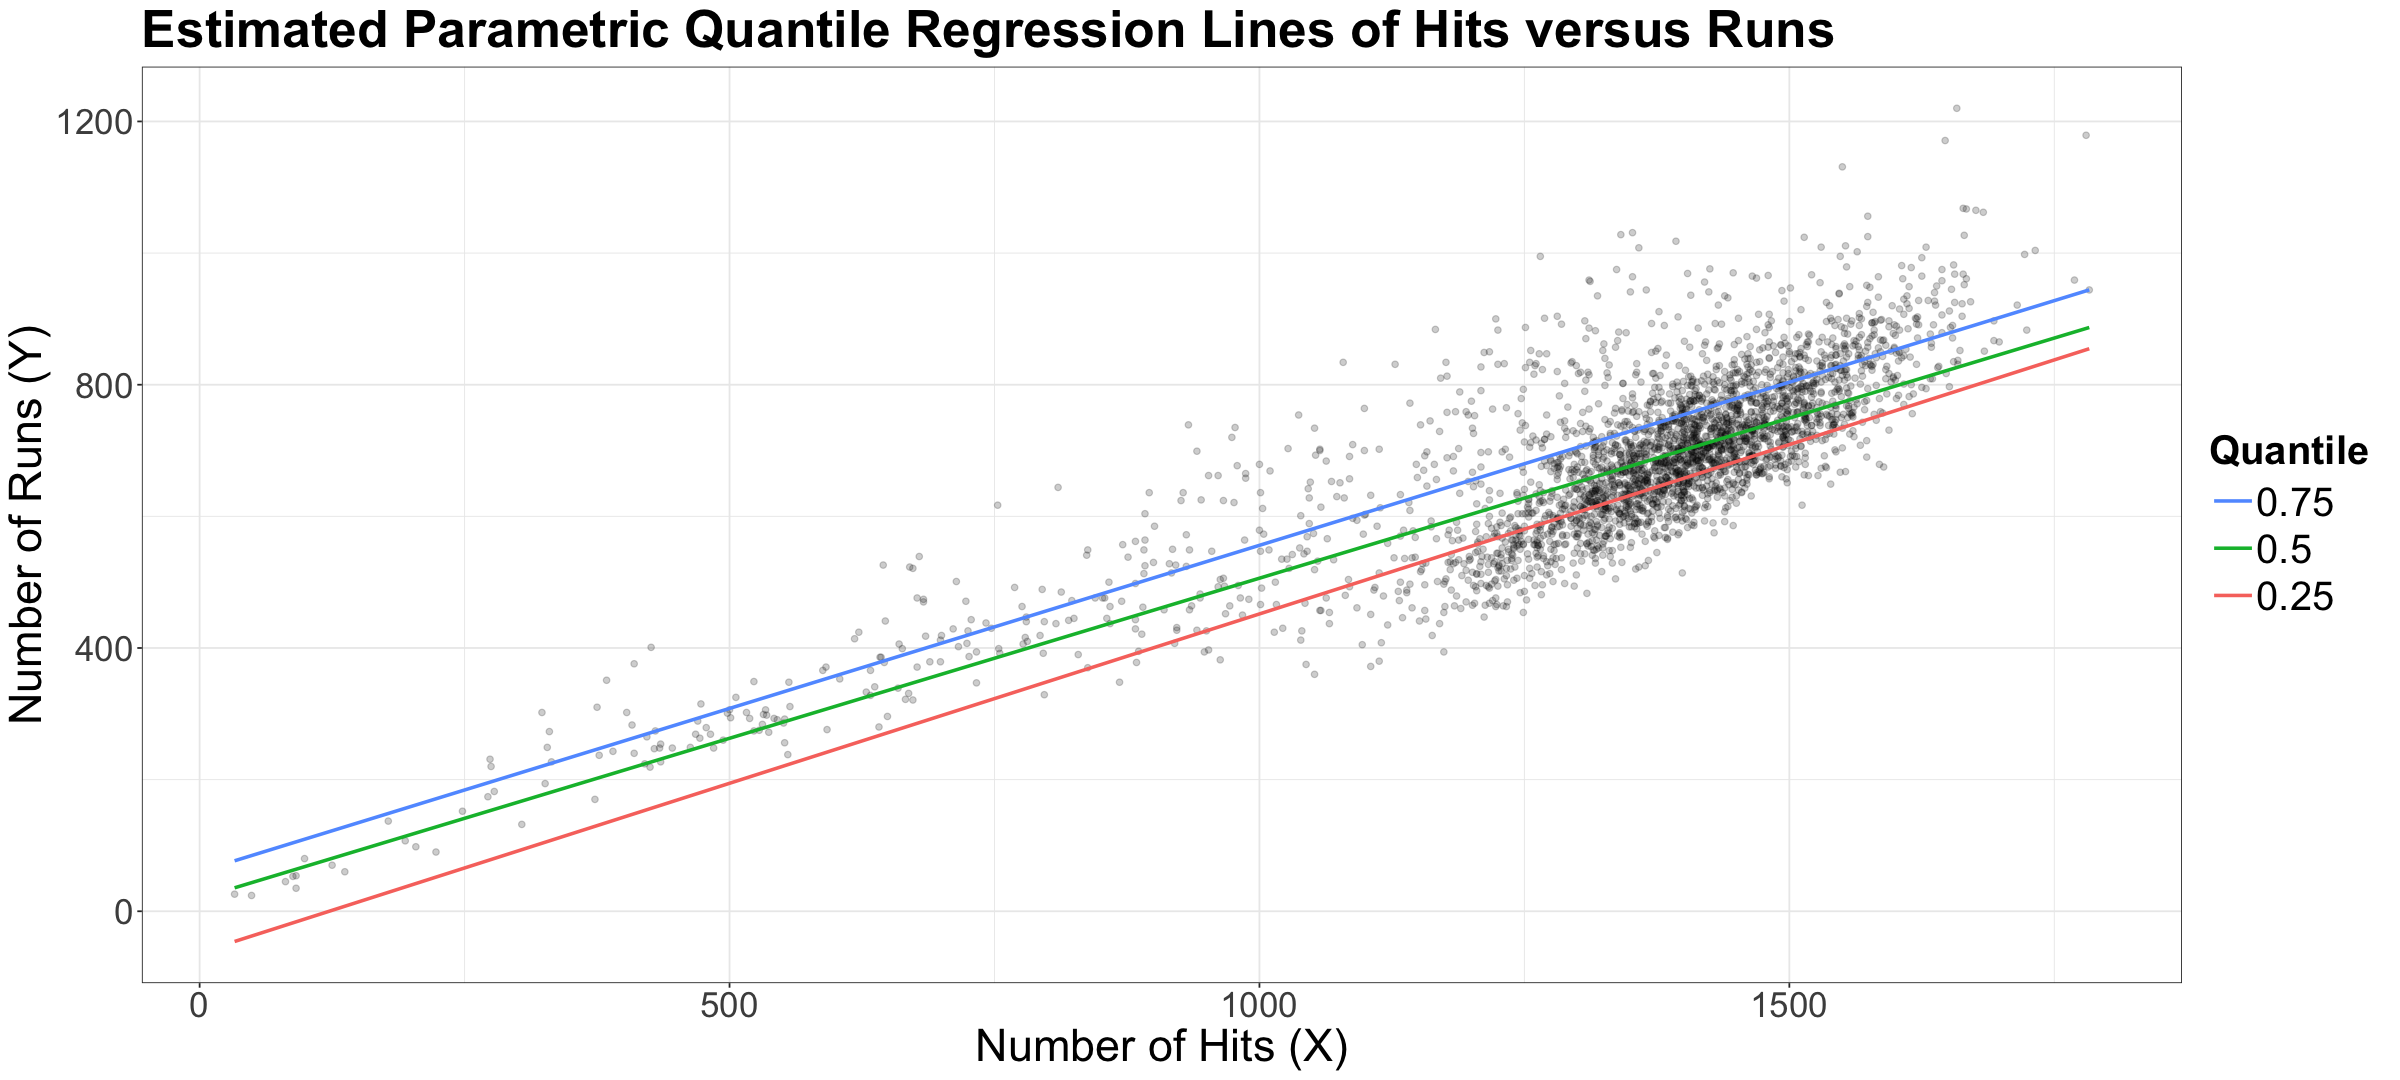 Estimated Parametric Quantile Regression Lines of Hits versus Runs
Number of Runs (Y)
1200
800
400
0
0 500 1000 1500
Number of Hits (X)
Quantile
0.75
0.5
0.25